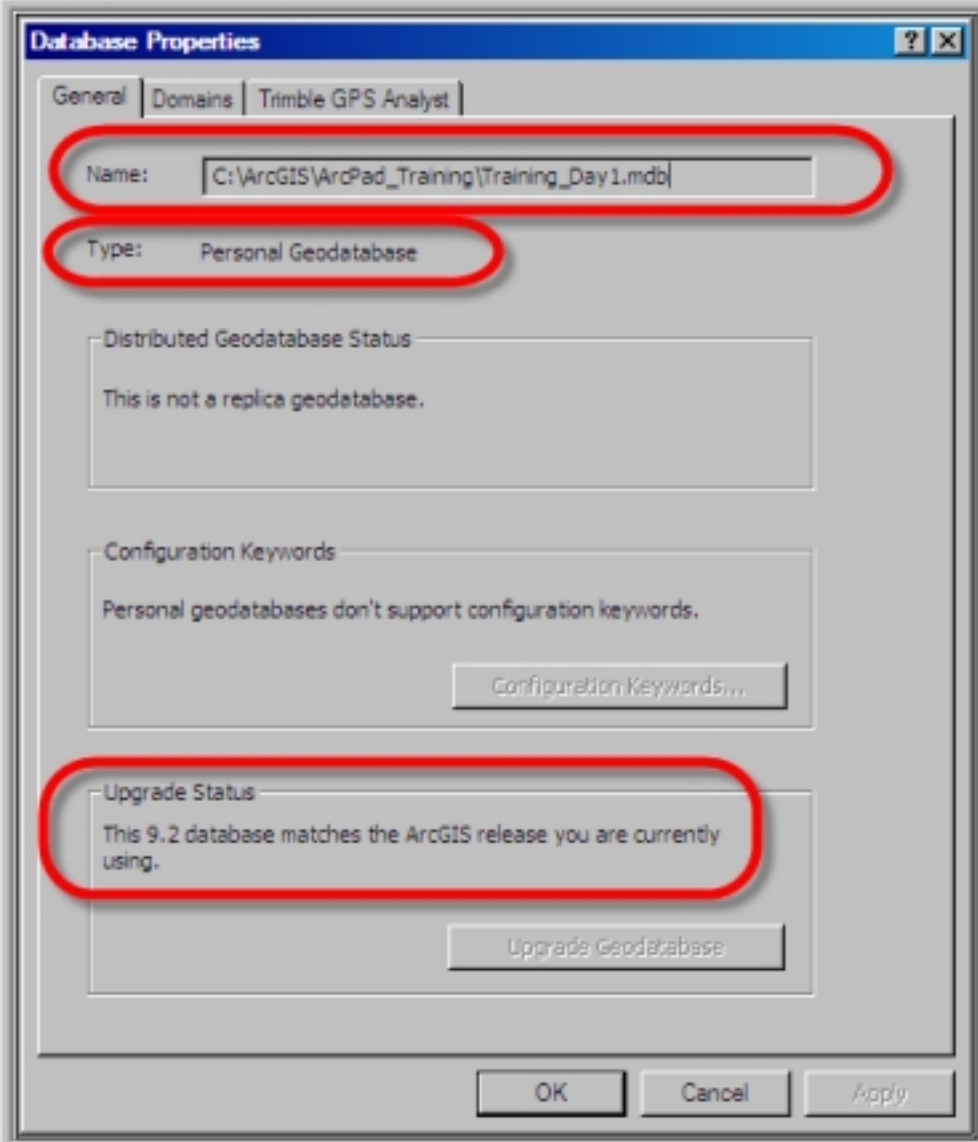 Database Properties
General
Domains
Trimble GPS Analyst
Name: C:\ArcGIS\ArcPad_Training\Training_Day1.mdb
Type: Personal Geodatabase
Distributed Geodatabase Status
This is not a replica geodatabase.
Configuration Keywords
Personal geodatabases don't support configuration keywords.
Configuration Keywords...
Upgrade Status
This 9.2 database matches the ArcGIS release you are currently
using.
Upgrade Geodatabase
OK
Cancel
Apply